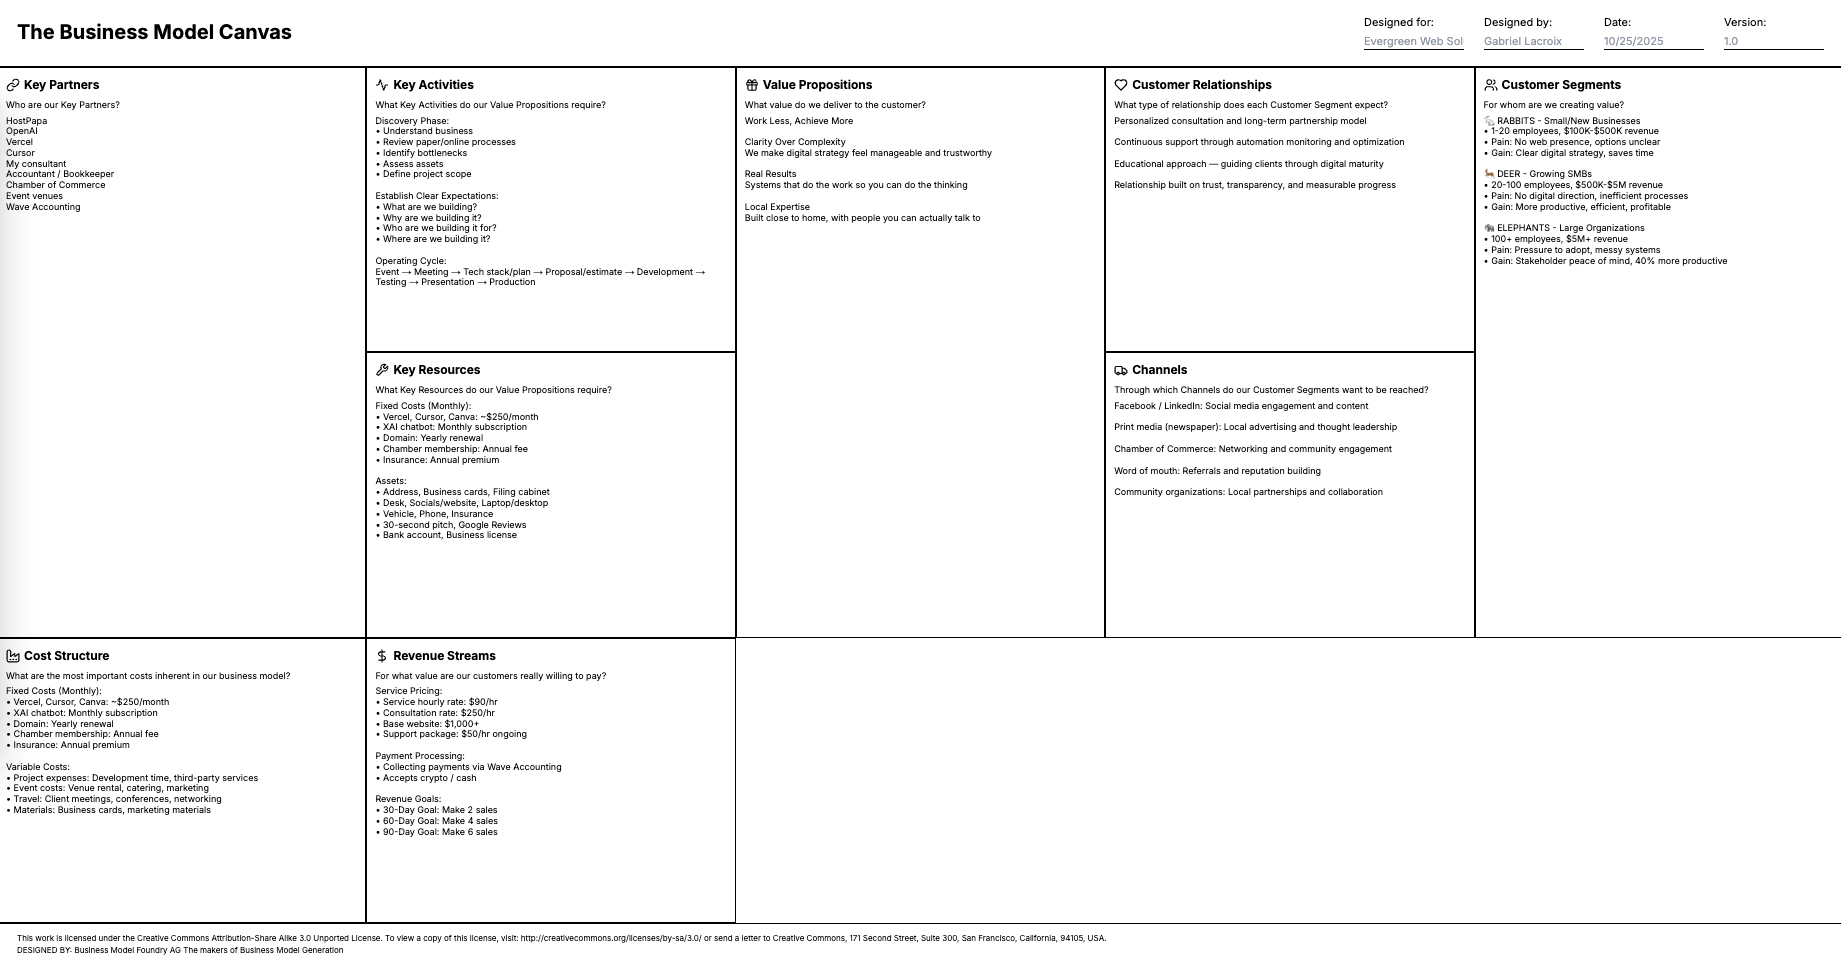 The Business Model Canvas
Designed for:
Evergreen Web Sol
Designed by:
Gabriel Lacroix
Date:
10/25/2025
Version:
1.0
Key Partners
Who are our Key Partners?
HostPapa
OpenAI
Vercel
Cursor
My consultant
Accountant / Bookkeeper
Chamber of Commerce
Event venues
Wave Accounting
Key Activities
What Key Activities do our Value Propositions require?
Discovery Phase:
• Understand business
• Review paper/online processes
• Identify bottlenecks
• Assess assets
• Define project scope
Establish Clear Expectations:
• What are we building?
• Why are we building it?
• Who are we building it for?
• Where are we building it?
Operating Cycle:
Event → Meeting → Tech stack/plan → Proposal/estimate → Development →
Testing → Presentation → Production
Key Resources
What Key Resources do our Value Propositions require?
Fixed Costs (Monthly):
• Vercel, Cursor, Canva: ~$250/month
• XAI chatbot: Monthly subscription
• Domain: Yearly renewal
• Chamber membership: Annual fee
• Insurance: Annual premium
Assets:
• Address, Business cards, Filing cabinet
• Desk, Socials/website, Laptop/desktop
• Vehicle, Phone, Insurance
• 30-second pitch, Google Reviews
• Bank account, Business license
Value Propositions
What value do we deliver to the customer?
Work Less, Achieve More
Clarity Over Complexity
We make digital strategy feel manageable and trustworthy
Real Results
Systems that do the work so you can do the thinking
Local Expertise
Built close to home, with people you can actually talk to
Customer Relationships
What type of relationship does each Customer Segment expect?
Personalized consultation and long-term partnership model
Continuous support through automation monitoring and optimization
Educational approach — guiding clients through digital maturity
Relationship built on trust, transparency, and measurable progress
Channels
Through which Channels do our Customer Segments want to be reached?
Facebook / LinkedIn: Social media engagement and content
Print media (newspaper): Local advertising and thought leadership
Chamber of Commerce: Networking and community engagement
Word of mouth: Referrals and reputation building
Community organizations: Local partnerships and collaboration
Customer Segments
For whom are we creating value?
🐇 RABBITS - Small/New Businesses
• 1-20 employees, $100K-$500K revenue
• Pain: No web presence, options unclear
• Gain: Clear digital strategy, saves time
🦌 DEER - Growing SMBs
• 20-100 employees, $500K-$5M revenue
• Pain: No digital direction, inefficient processes
• Gain: More productive, efficient, profitable
🐘 ELEPHANTS - Large Organizations
• 100+ employees, $5M+ revenue
• Pain: Pressure to adopt, messy systems
• Gain: Stakeholder peace of mind, 40% more productive
Cost Structure
What are the most important costs inherent in our business model?
Fixed Costs (Monthly):
• Vercel, Cursor, Canva: ~$250/month
• XAI chatbot: Monthly subscription
• Domain: Yearly renewal
• Chamber membership: Annual fee
• Insurance: Annual premium
Variable Costs:
• Project expenses: Development time, third-party services
• Event costs: Venue rental, catering, marketing
• Travel: Client meetings, conferences, networking
• Materials: Business cards, marketing materials
Revenue Streams
For what value are our customers really willing to pay?
Service Pricing:
• Service hourly rate: $90/hr
• Consultation rate: $250/hr
• Base website: $1,000+
• Support package: $50/hr ongoing
Payment Processing:
• Collecting payments via Wave Accounting
• Accepts crypto / cash
Revenue Goals:
• 30-Day Goal: Make 2 sales
• 60-Day Goal: Make 4 sales
• 90-Day Goal: Make 6 sales
This work is licensed under the Creative Commons Attribution-Share Alike 3.0 Unported License. To view a copy of this license, visit: http://creativecommons.org/licenses/by-sa/3.0/ or send a letter to Creative Commons, 171 Second Street, Suite 300, San Francisco, California, 94105, USA.
DESIGNED BY: Business Model Foundry AG The makers of Business Model Generation